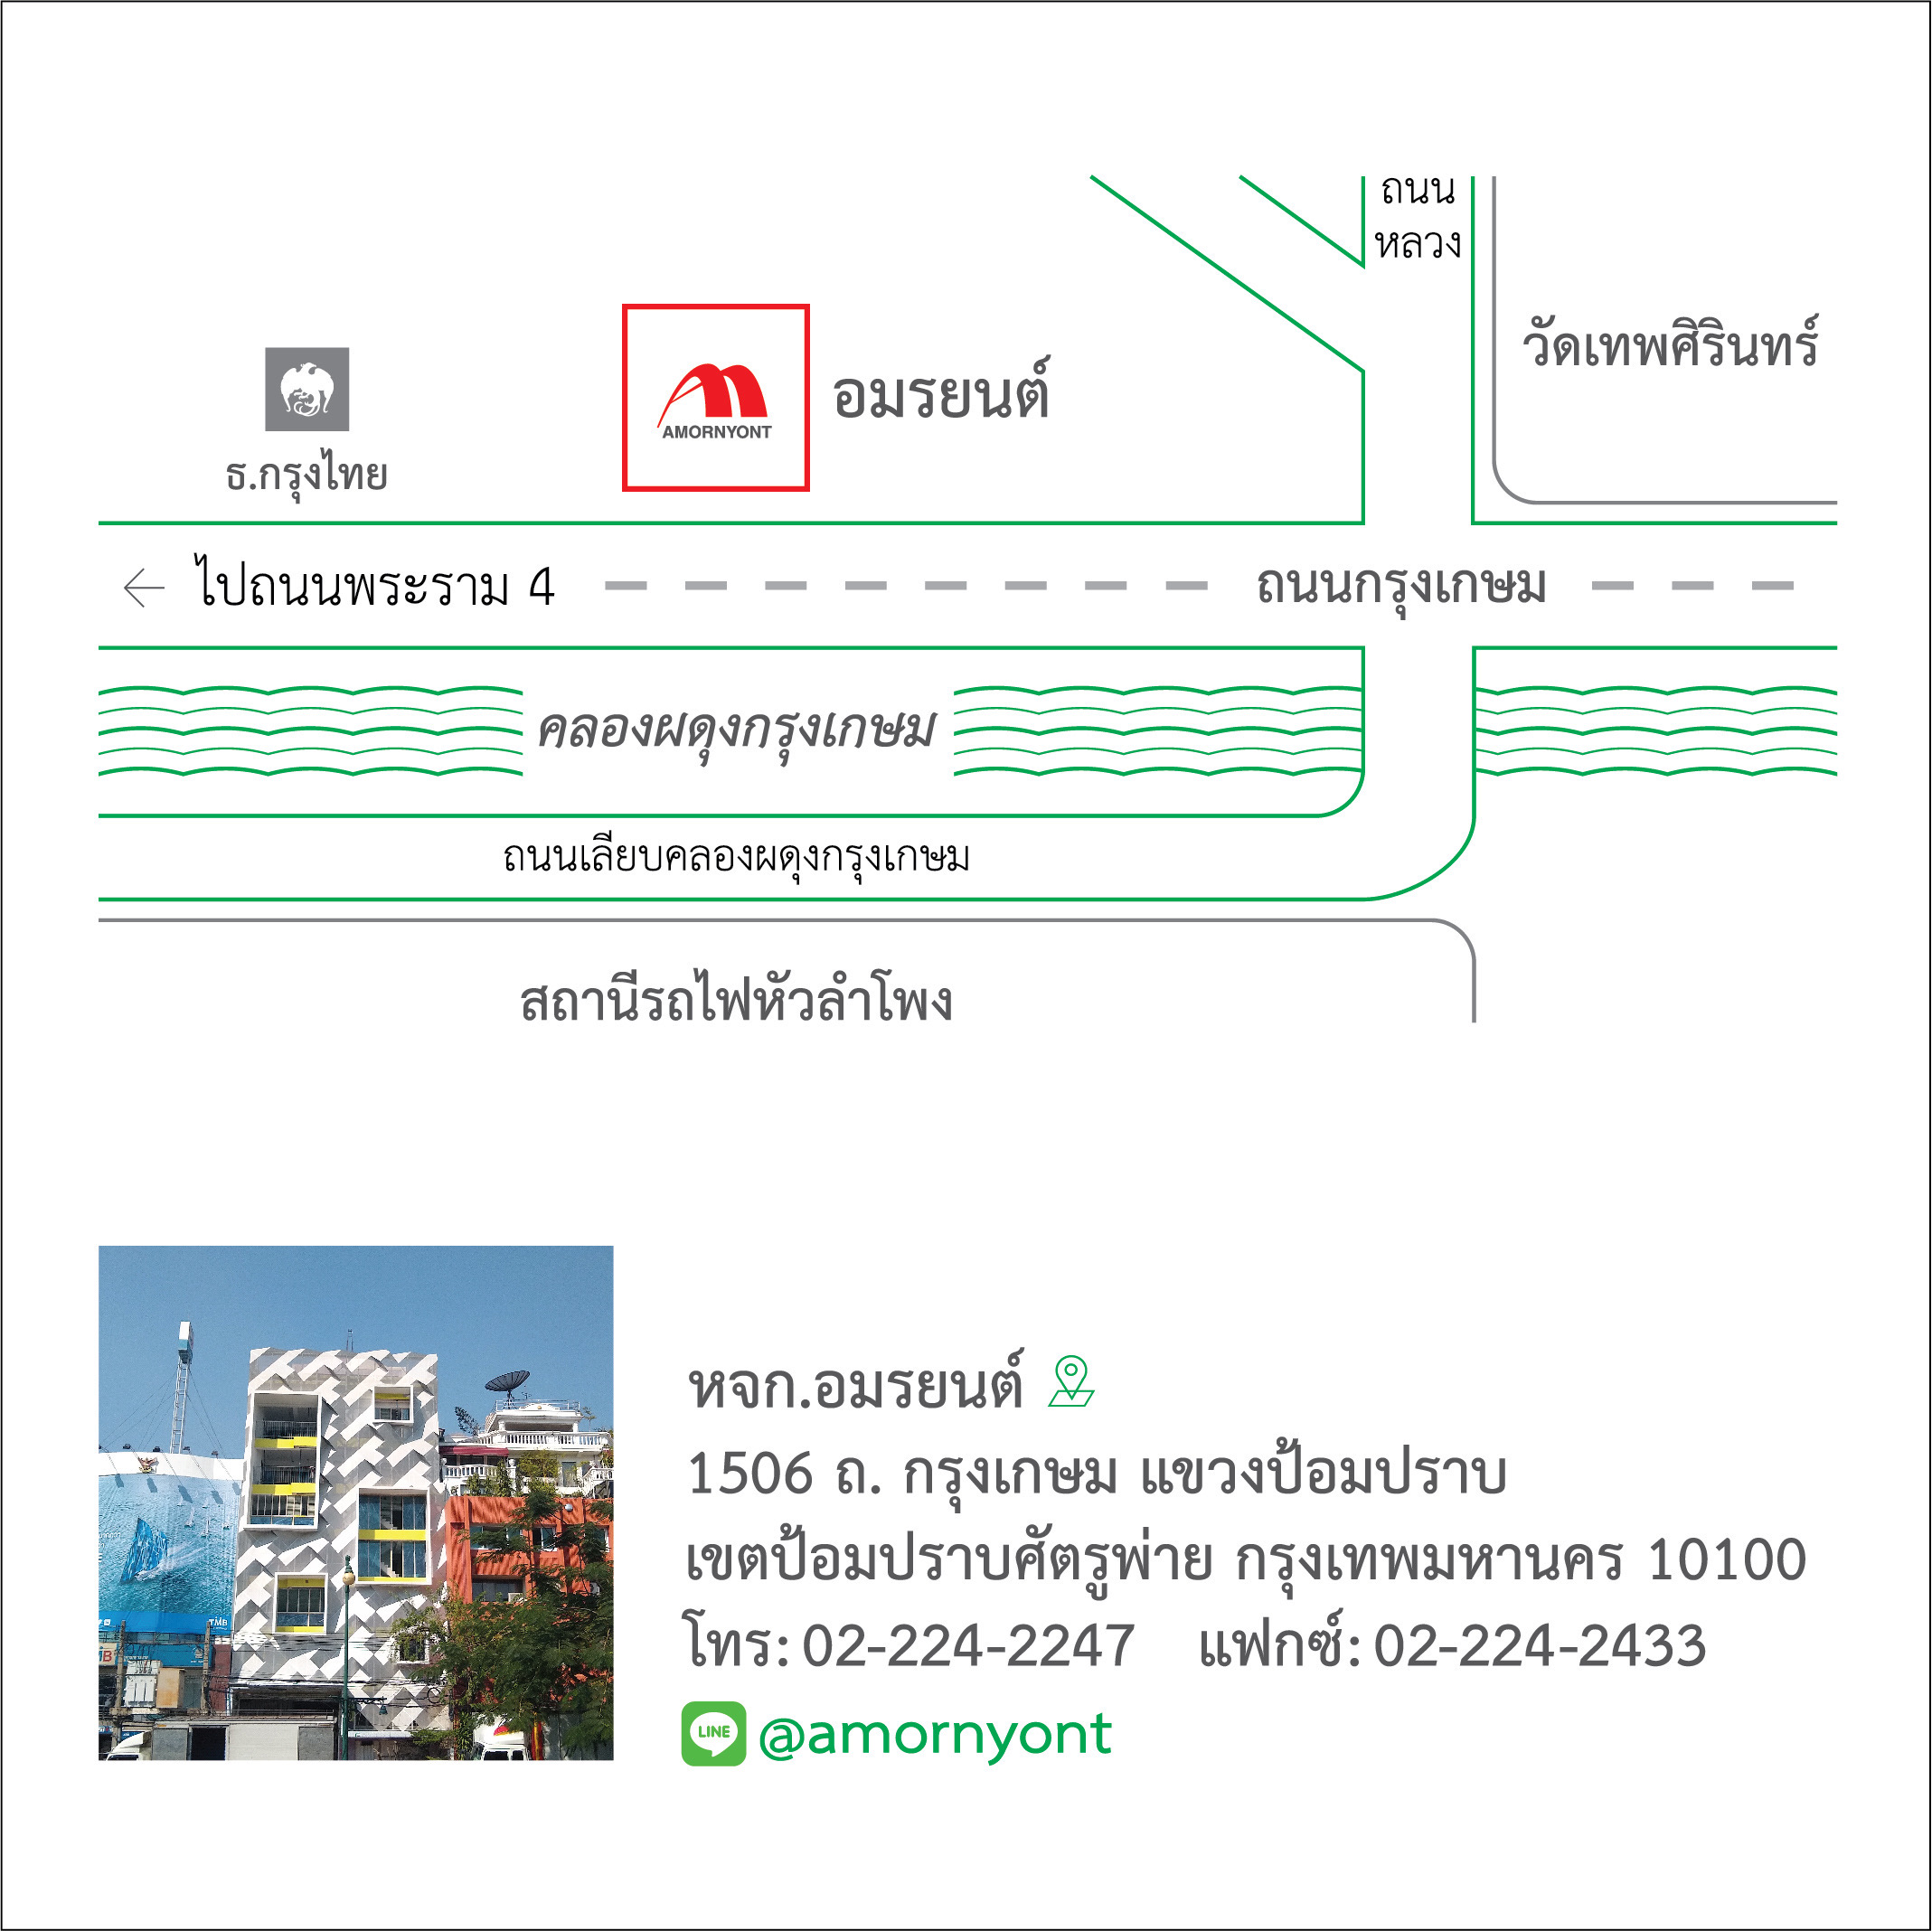 ถนน
หลวง
วัดเทพศิรินทร์
AMORNYONT
อมรยนต์
ธ.กรุงไทย
ไปถนนพระราม 4
ถนนกรุงเกษม
คลองผดุงกรุงเกษม
ถนนเลียบคลองผดุงกรุงเกษม
สถานีรถไฟหัวลำโพง
หจก.อมรยนต์
1506 ถ. กรุงเกษม แขวงป้อมปราบ
เขตป้อมปราบศัตรูพ่าย กรุงเทพมหานคร 10100
โทร: 02-224-2247 แฟกซ์: 02-224-2433
LINE @amornyont
TMB